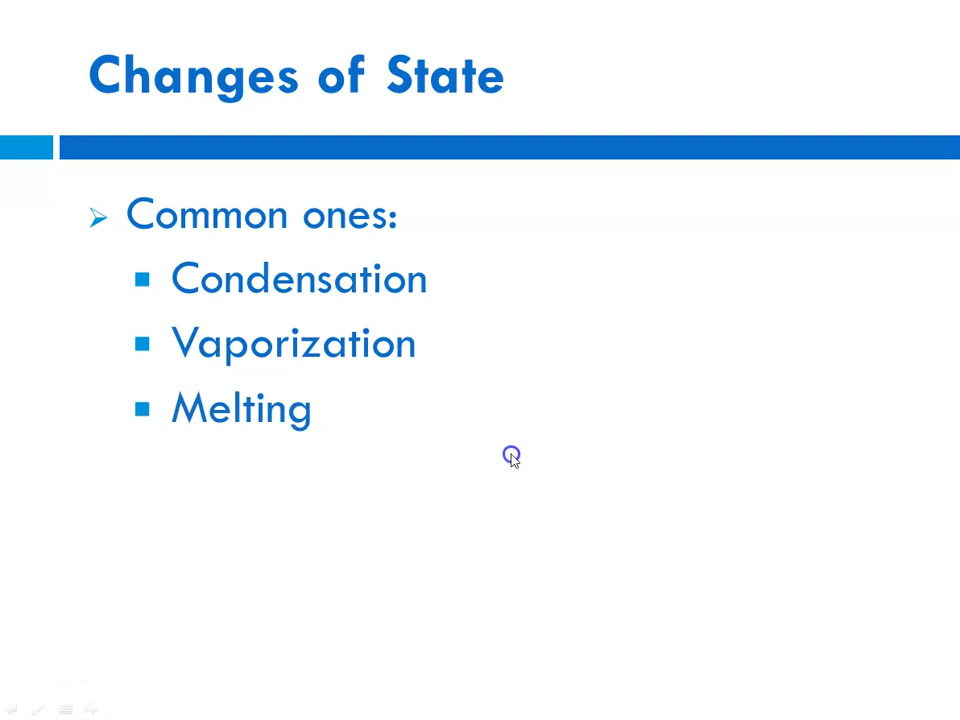 Changes of State
Common ones:
Condensation
Vaporization
Melting